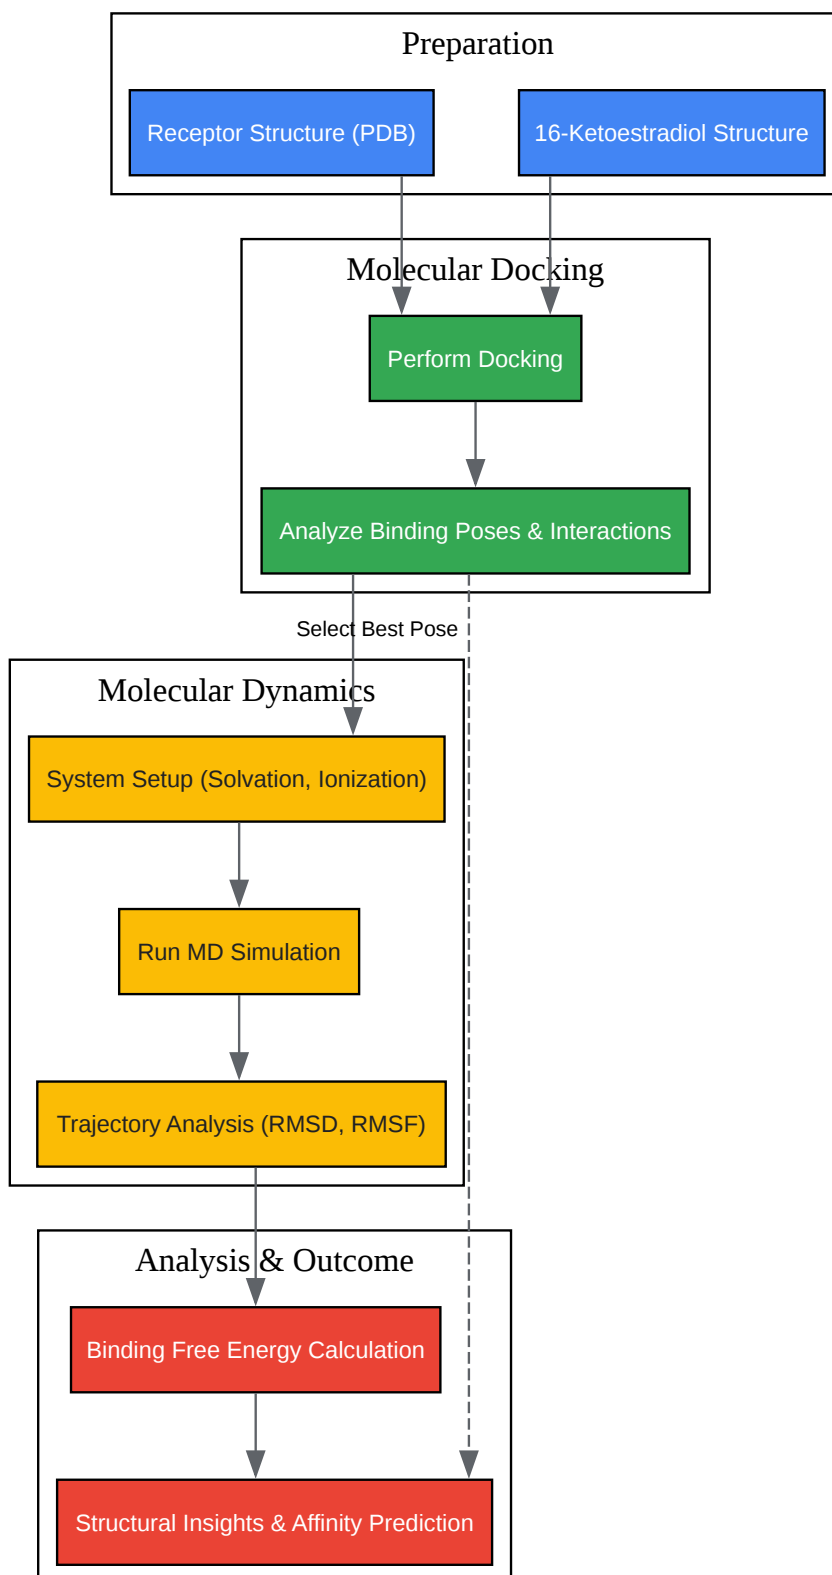 Preparation
Receptor Structure (PDB)
16-Ketoestradiol Structure
Molecular Docking
Perform Docking
Analyze Binding Poses & Interactions
Select Best Pose
Molecular Dynamics
System Setup (Solvation, Ionization)
Run MD Simulation
Trajectory Analysis (RMSD, RMSF)
Analysis & Outcome
Binding Free Energy Calculation
Structural Insights & Affinity Prediction